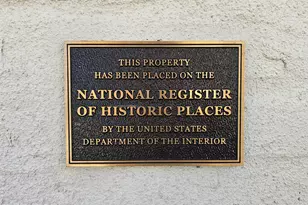 THIS PROPERTY
HAS BEEN PLACED ON THE
NATIONAL REGISTER
OF HISTORIC PLACES
BY THE UNITED STATES
DEPARTMENT OF THE INTERIOR